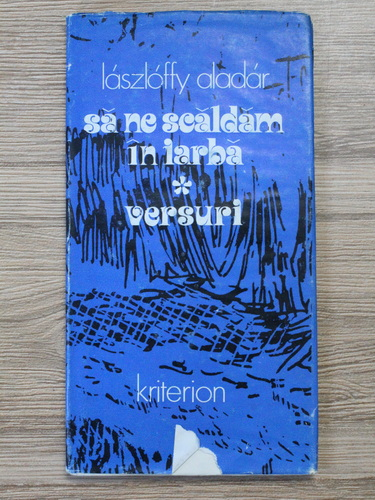 lászlóffy aladár
să ne scăldăm
în iarbă
*
versuri
kriterion